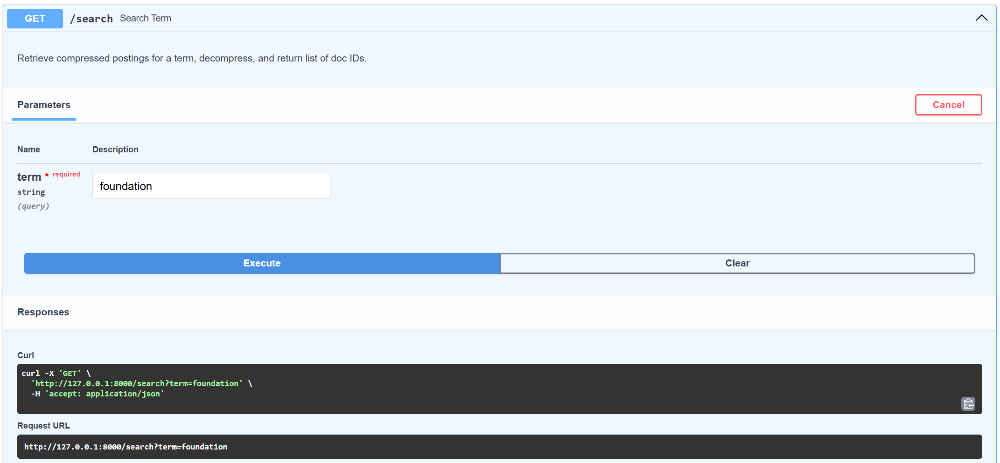 GET /search Search Term
Retrieve compressed postings for a term, decompress, and return list of doc IDs.
Parameters
Cancel
Name Description
term * required
string
(query)
foundation
Execute
Clear
Responses
Curl
curl -X 'GET' \
'http://127.0.0.1:8000/search?term=foundation' \
-H 'accept: application/json'
Request URL
http://127.0.0.1:8000/search?term=foundation